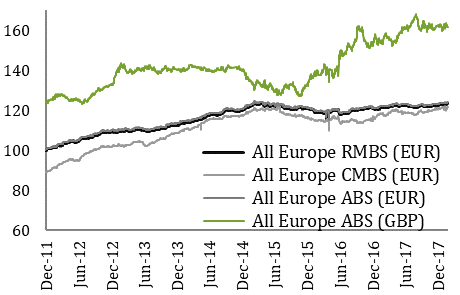 160
140
120
100
80
60
All Europe RMBS (EUR)
All Europe CMBS (EUR)
All Europe ABS (EUR)
All Europe ABS (GBP)
Dec-11
Jun-12
Dec-12
Jun-13
Dec-13
Jun-14
Dec-14
Jun-15
Dec-15
Jun-16
Dec-16
Jun-17
Dec-17